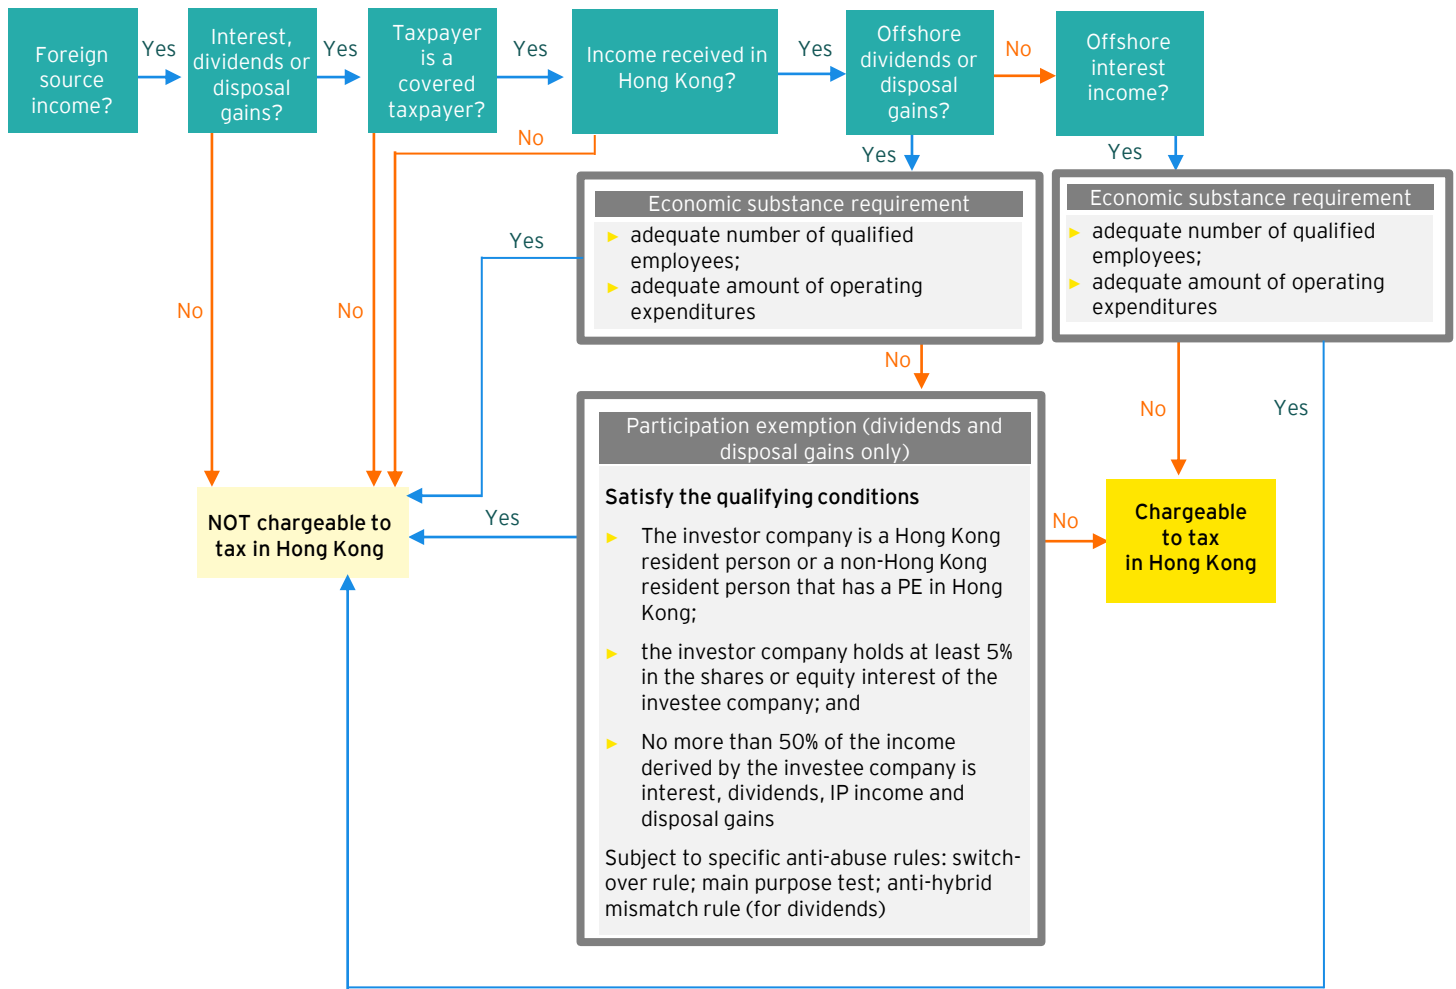 Foreign
source
income?
Yes
Interest,
dividends or
disposal
gains?
Yes
Taxpayer
is a
covered
taxpayer?
Yes
Income received in
Hong Kong?
Yes
Offshore
dividends or
disposal
gains?
No
Offshore
interest
income?
No
Yes
Yes
Economic substance requirement
► adequate number of qualified
employees;
► adequate amount of operating
expenditures
Economic substance requirement
► adequate number of qualified
employees;
► adequate amount of operating
expenditures
Yes
No
No
No
No
Yes
Participation exemption (dividends and
disposal gains only)
Satisfy the qualifying conditions
► The investor company is a Hong Kong
resident person or a non-Hong Kong
resident person that has a PE in Hong
Kong;
► the investor company holds at least 5%
in the shares or equity interest of the
investee company; and
► No more than 50% of the income
derived by the investee company is
interest, dividends, IP income and
disposal gains
Subject to specific anti-abuse rules: switch-
over rule; main purpose test; anti-hybrid
mismatch rule (for dividends)
NOT chargeable to
tax in Hong Kong
Yes
No
Chargeable
to tax
in Hong Kong